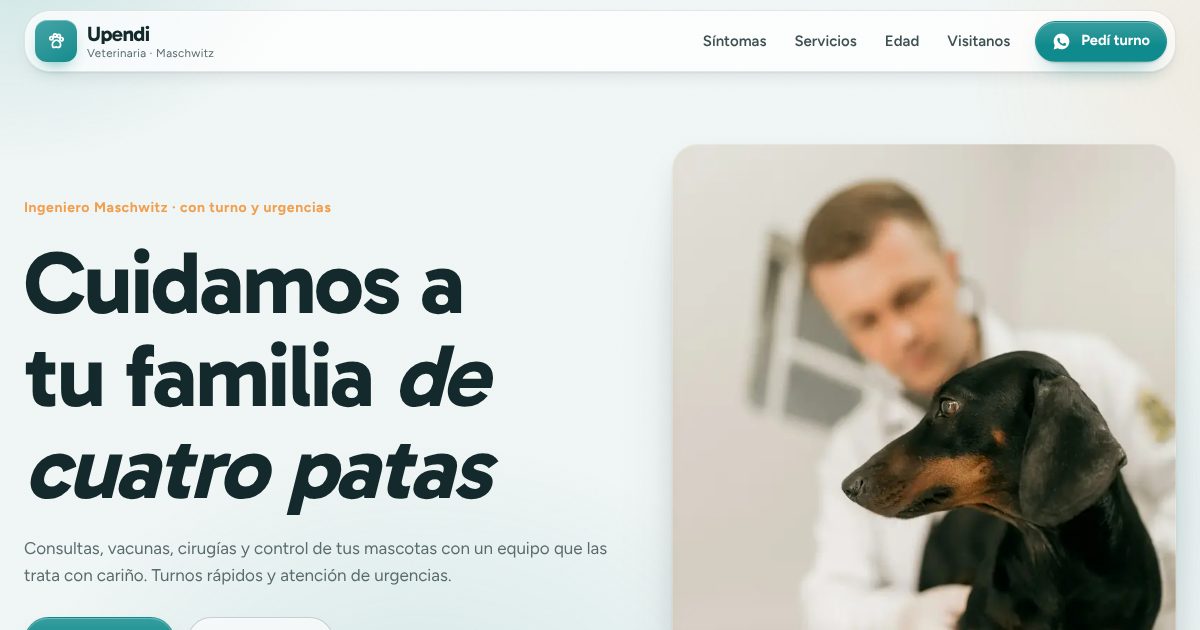 Upendi
Veterinaria · Maschwitz
Síntomas
Servicios
Edad
Visitanos
Pedí turno
Ingeniero Maschwitz · con turno y urgencias
Cuidamos a
tu familia de
cuatro patas
Consultas, vacunas, cirugías y control de tus mascotas con un equipo que las
trata con cariño. Turnos rápidos y atención de urgencias.